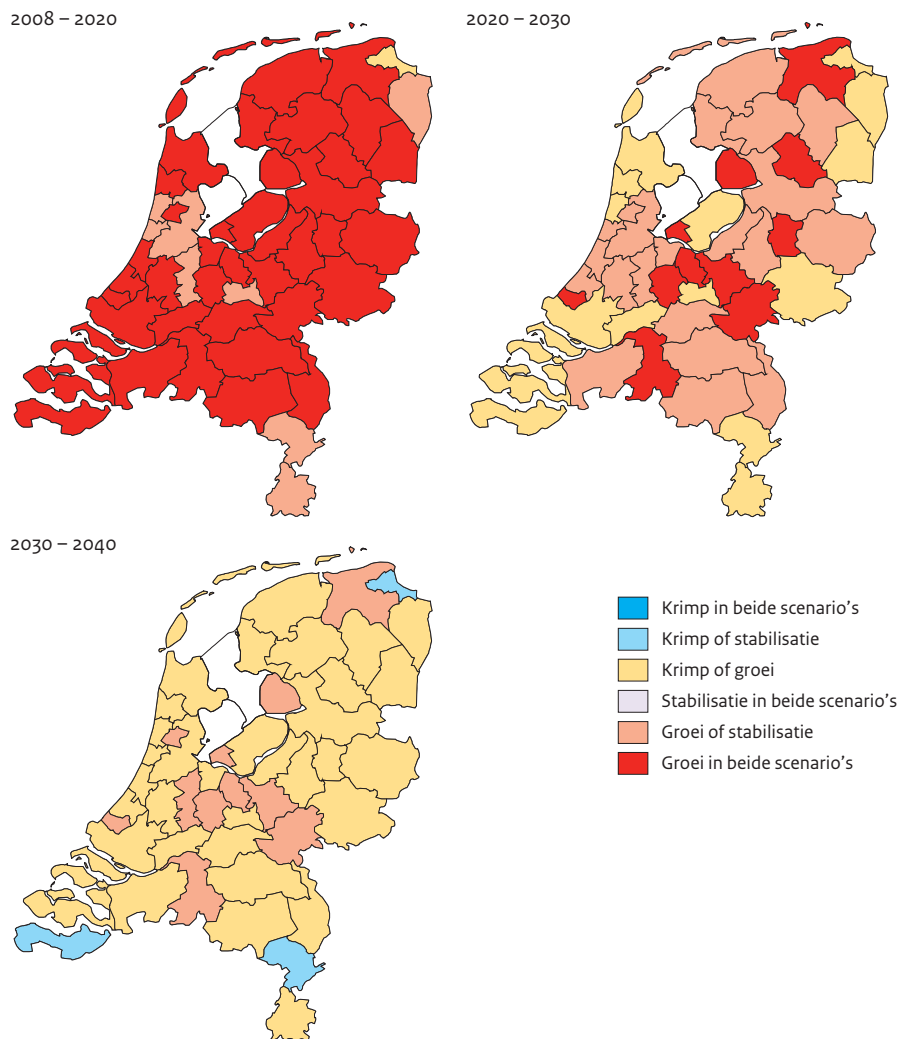 2008 – 2020
2020 – 2030
2030 – 2040
Krimp in beide scenario's
Krimp of stabilisatie
Krimp of groei
Stabilisatie in beide scenario's
Groei of stabilisatie
Groei in beide scenario's